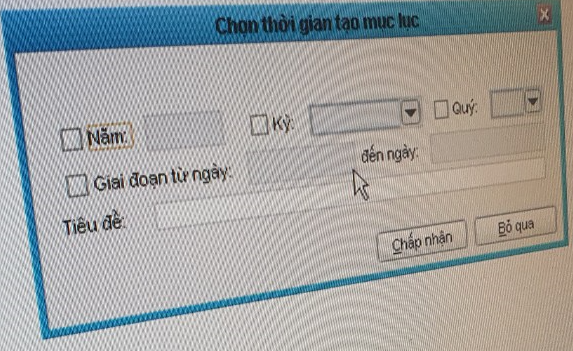 Chọn thời gian tạo mục lục
Năm: Kỳ: Quý:
Giai đoạn từ ngày: đến ngày:
Tiêu đề:
Chấp nhận Bỏ qua